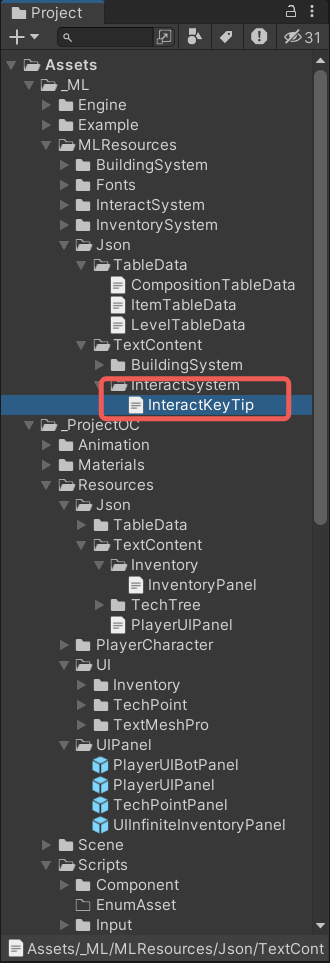 Project
31
Assets
_ML
Engine
Example
MLResources
BuildingSystem
Fonts
InteractSystem
InventorySystem
Json
TableData
CompositionTableData
ItemTableData
LevelTableData
TextContent
BuildingSystem
InteractSystem
InteractKeyTip
_ProjectOC
Animation
Materials
Resources
Json
TableData
TextContent
Inventory
InventoryPanel
TechTree
PlayerUIPanel
PlayerCharacter
UI
Inventory
TechPoint
TextMeshPro
UIPanel
PlayerUIBotPanel
PlayerUIPanel
TechPointPanel
UIInfiniteInventoryPanel
Scene
Scripts
Component
EnumAsset
Input
Assets/_ML/MLResources/Json/TextCont